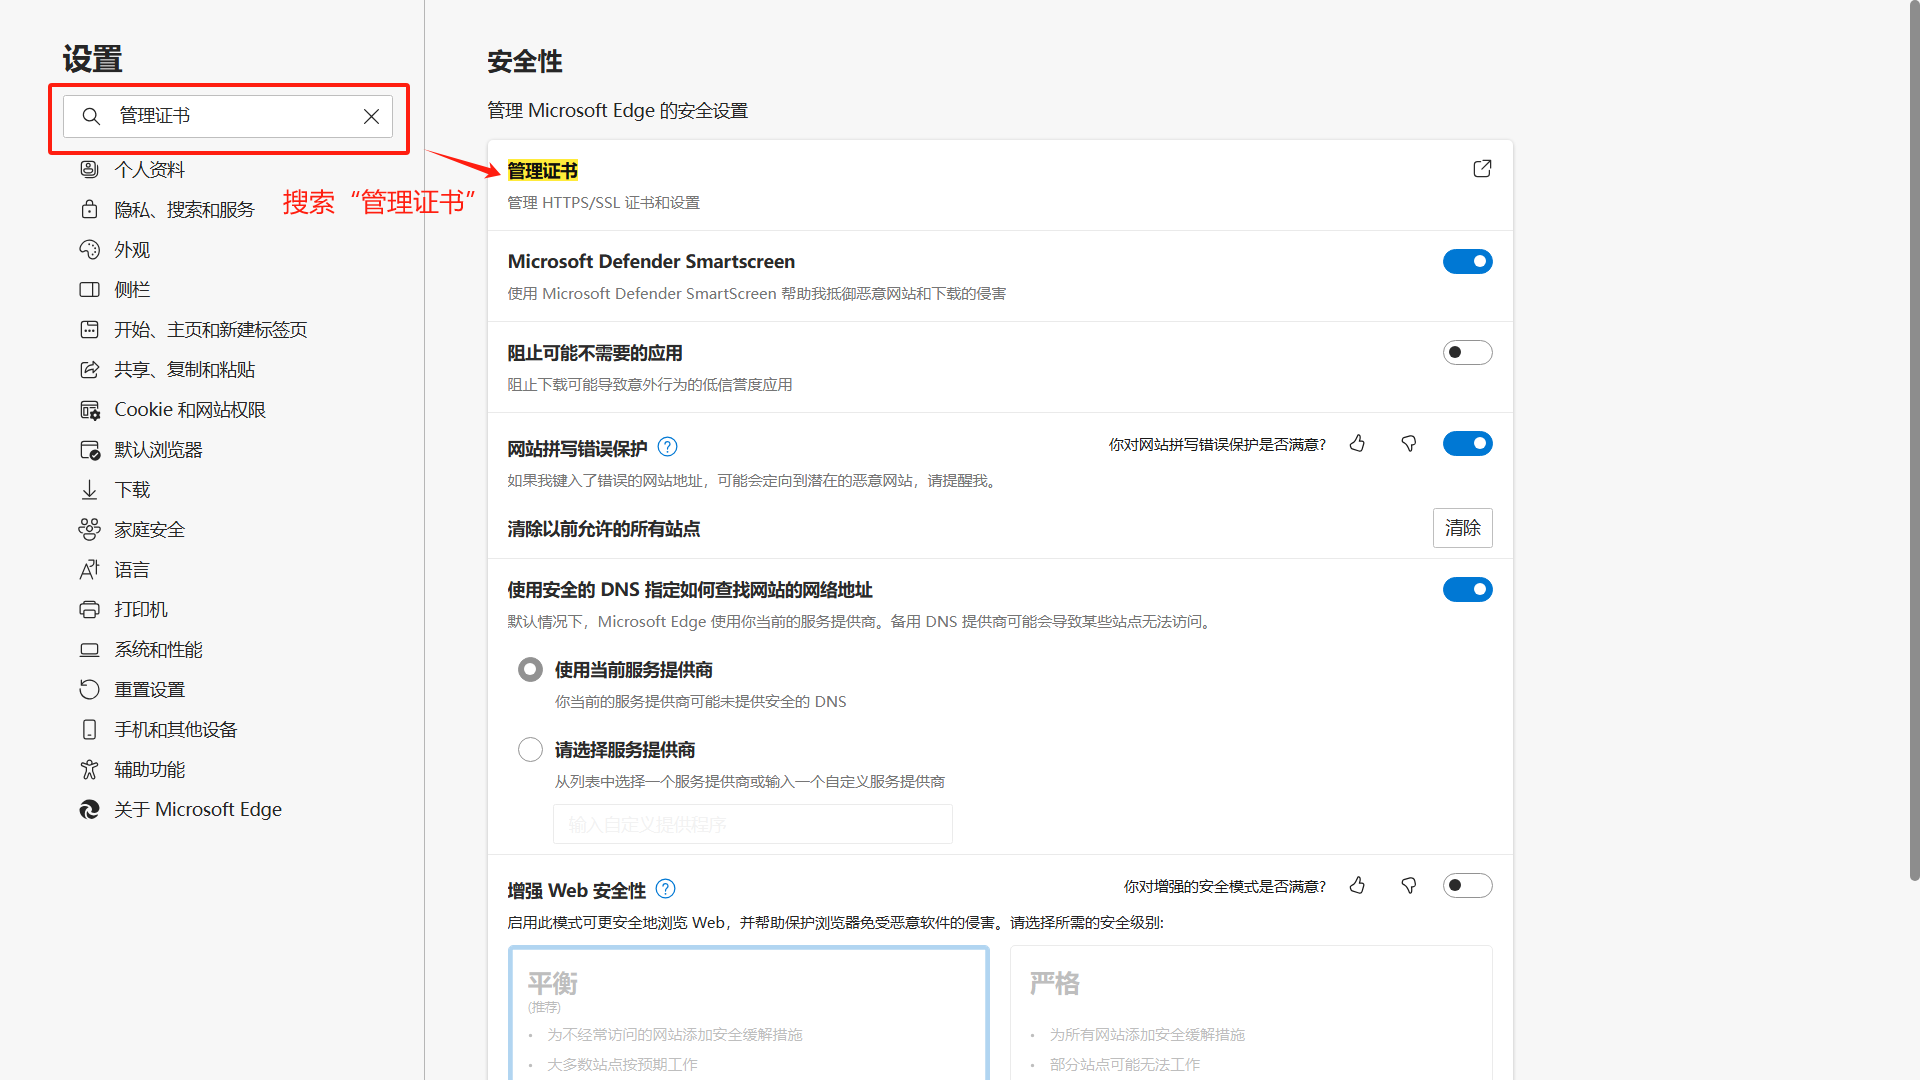 设置
管理证书
个人资料
隐私、搜索和服务
外观
侧栏
开始、主页和新建标签页
共享、复制和粘贴
Cookie 和网站权限
默认浏览器
下载
家庭安全
语言
打印机
系统和性能
重置设置
手机和其他设备
辅助功能
关于 Microsoft Edge
搜索“管理证书”
安全性
管理 Microsoft Edge 的安全设置
管理证书
管理 HTTPS/SSL 证书和设置
Microsoft Defender Smartscreen
使用 Microsoft Defender SmartScreen 帮助我抵御恶意网站和下载的侵害
阻止可能不需要的应用
阻止下载可能导致意外行为的低信誉度应用
网站拼写错误保护
你对网站拼写错误保护是否满意?
如果我键入了错误的网站地址，可能会定向到潜在的恶意网站，请提醒我。
清除以前允许的所有站点
清除
使用安全的 DNS 指定如何查找网站的网络地址
默认情况下，Microsoft Edge 使用你当前的服务提供商。备用 DNS 提供商可能会导致某些站点无法访问。
使用当前服务提供商
你当前的服务提供商可能未提供安全的 DNS
请选择服务提供商
从列表中选择一个服务提供商或输入一个自定义服务提供商
输入自定义提供程序
增强 Web 安全性
你对增强的安全模式是否满意?
启用此模式可更安全地浏览 Web，并帮助保护浏览器免受恶意软件的侵害。请选择所需的安全级别:
平衡
(推荐)
• 为不经常访问的网站添加安全缓解措施
• 大多数站点按预期工作
严格
• 为所有网站添加安全缓解措施
• 部分站点可能无法工作